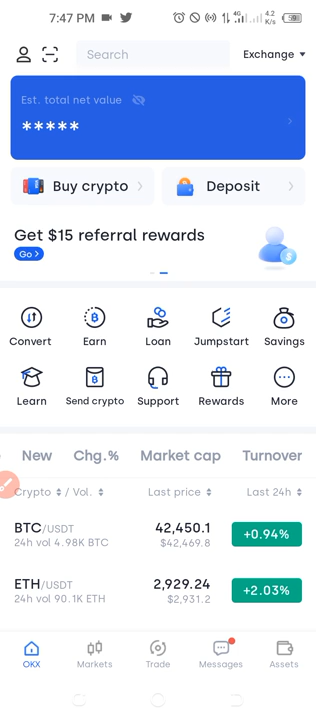 7:47 PM 4G 4.2 K/s 59
Search Exchange
Est. total net value
*****
Buy crypto Deposit
Get $15 referral rewards
Go >
Convert Earn Loan Jumpstart Savings
Learn Send crypto Support Rewards More
New Chg.% Market cap Turnover
Crypto / Vol. Last price Last 24h
BTC/USDT 42,450.1 +0.94%
24h vol 4.98K BTC $42,469.8
ETH/USDT 2,929.24 +2.03%
24h vol 90.1K ETH $2,931.2
OKX Markets Trade Messages Assets